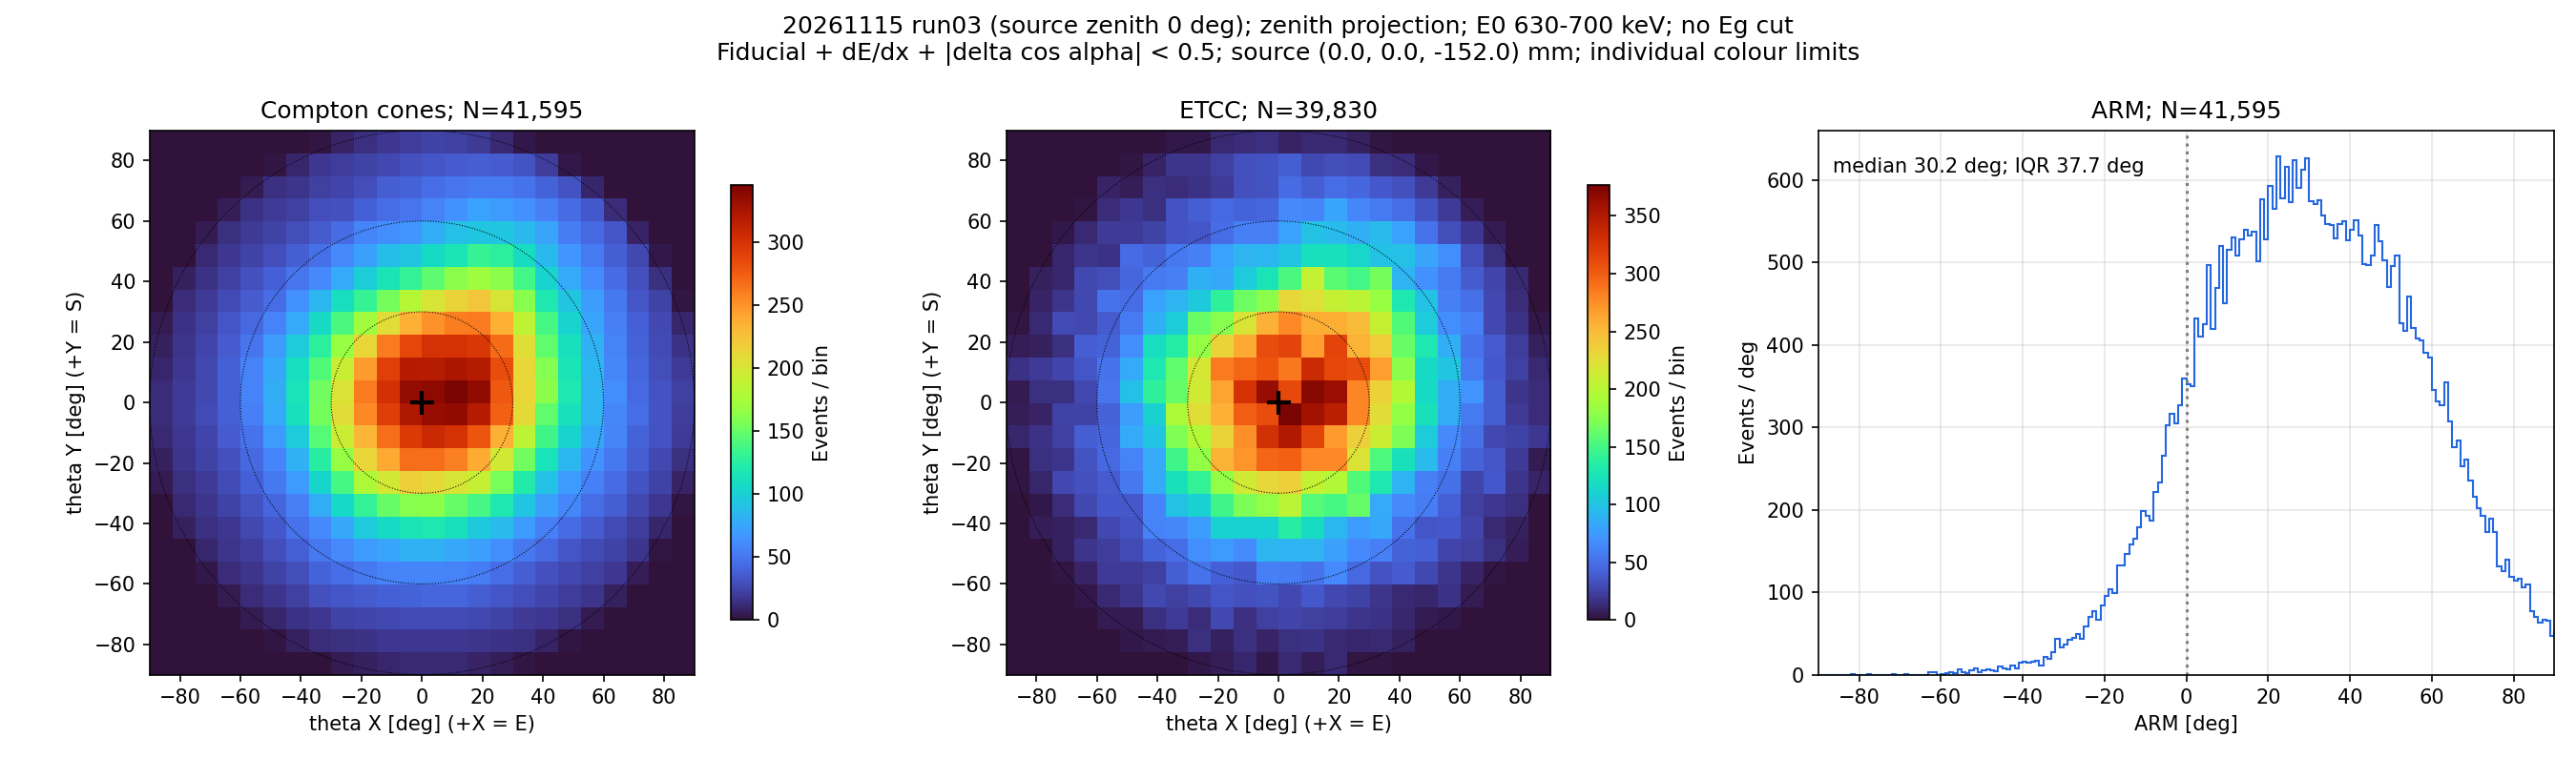 20261115 run03 (source zenith 0 deg); zenith projection; E0 630-700 keV; no Eg cut
Fiducial + dE/dx + |delta cos alpha| < 0.5; source (0.0, 0.0, -152.0) mm; individual colour limits
Compton cones; N=41,595
80
60
40
20
0
−20
−40
−60
−80
theta Y [deg] (+Y = S)
−80 −60 −40 −20 0 20 40 60 80
theta X [deg] (+X = E)
300
250
200
150
100
50
0
Events / bin
ETCC; N=39,830
80
60
40
20
0
−20
−40
−60
−80
theta Y [deg] (+Y = S)
−80 −60 −40 −20 0 20 40 60 80
theta X [deg] (+X = E)
350
300
250
200
150
100
50
0
Events / bin
ARM; N=41,595
median 30.2 deg; IQR 37.7 deg
600
500
400
300
200
100
0
Events / deg
−80 −60 −40 −20 0 20 40 60 80
ARM [deg]